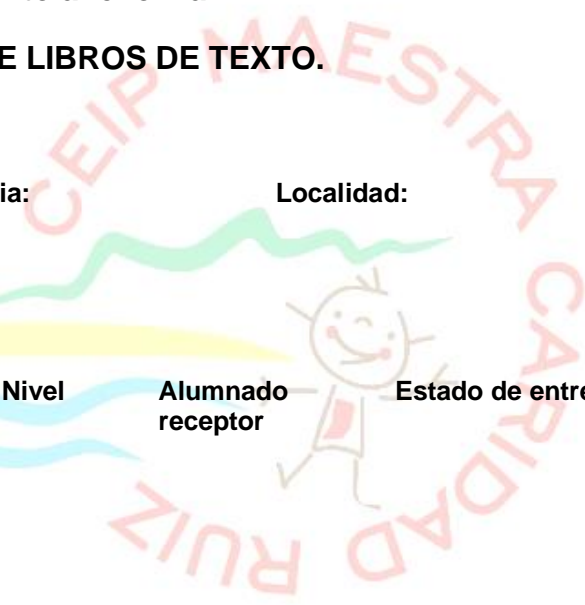 E LIBROS DE TEXTO.
ia: Localidad:
Nivel Alumnado Estado de entre
receptor
CEIP MAESTRA CARIDAD RUIZ